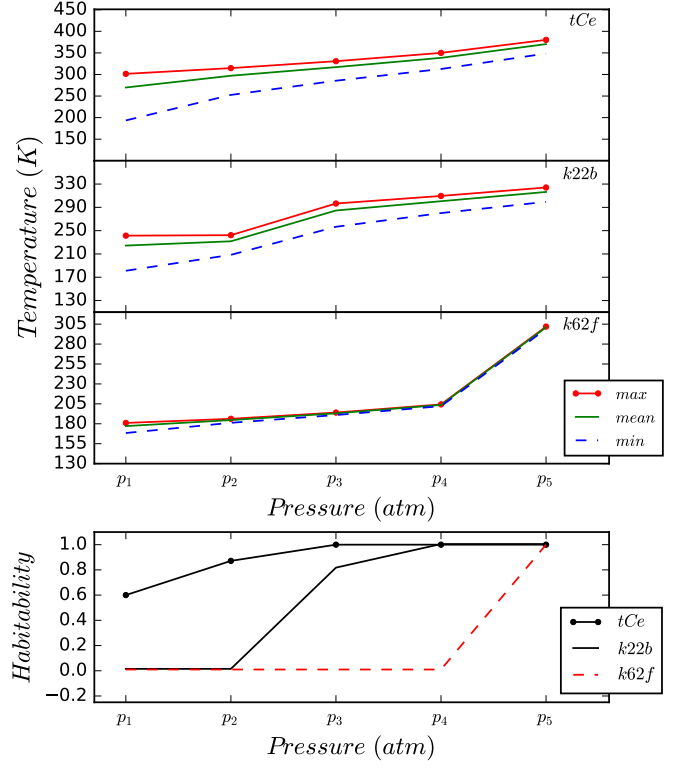 450
400
350
300
250
200
150
tCe
330
290
250
210
170
130
k22b
305
280
255
230
205
180
155
130
k62f
Temperature (K)
max
mean
min
p1 p2 p3 p4 p5
Pressure (atm)
1.0
0.8
0.6
0.4
0.2
0.0
−0.2
Habitability
tCe
k22b
k62f
p1 p2 p3 p4 p5
Pressure (atm)